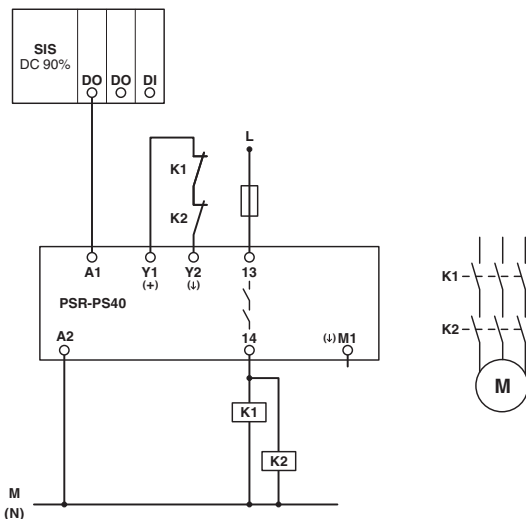 SIS
DC 90%
DO DO DI
L
K1
K2
A1 Y1 Y2 13
(+) (↓)
PSR-PS40
A2 14 (↓) M1
K1
K2
M
(N)
K1
K2
M